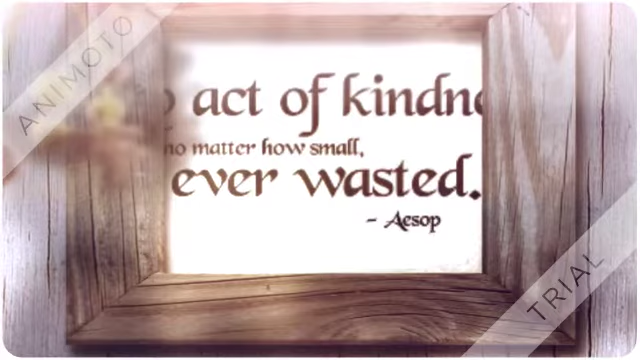 ANIMOTO
o act of kindne
no matter how small,
ever wasted.
~ Aesop
TRIAL